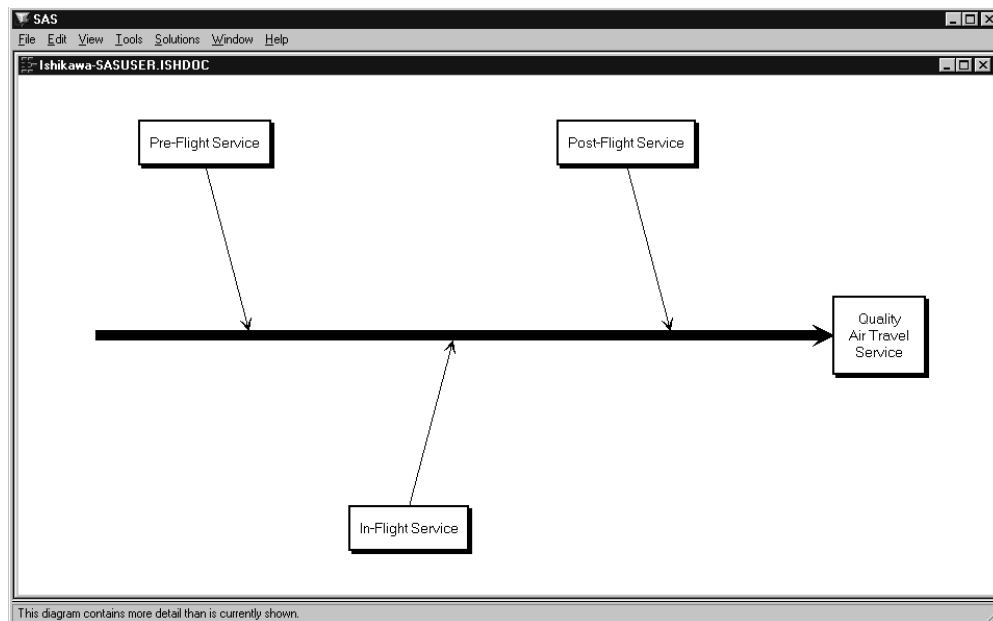 SAS
File Edit View Tools Solutions Window Help
Ishikawa-SASUSER.ISHDOC
Pre-Flight Service
Post-Flight Service
Quality
Air Travel
Service
In-Flight Service
This diagram contains more detail than is currently shown.